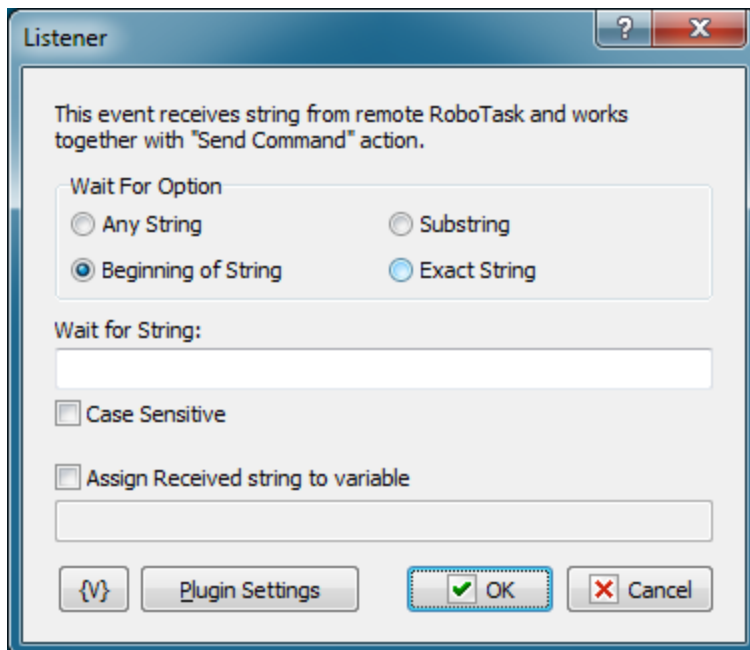 Listener
?
This event receives string from remote RoboTask and works
together with "Send Command" action.
Wait For Option
Any String
Substring
Beginning of String
Exact String
Wait for String:
Case Sensitive
Assign Received string to variable
{V}
Plugin Settings
OK
Cancel